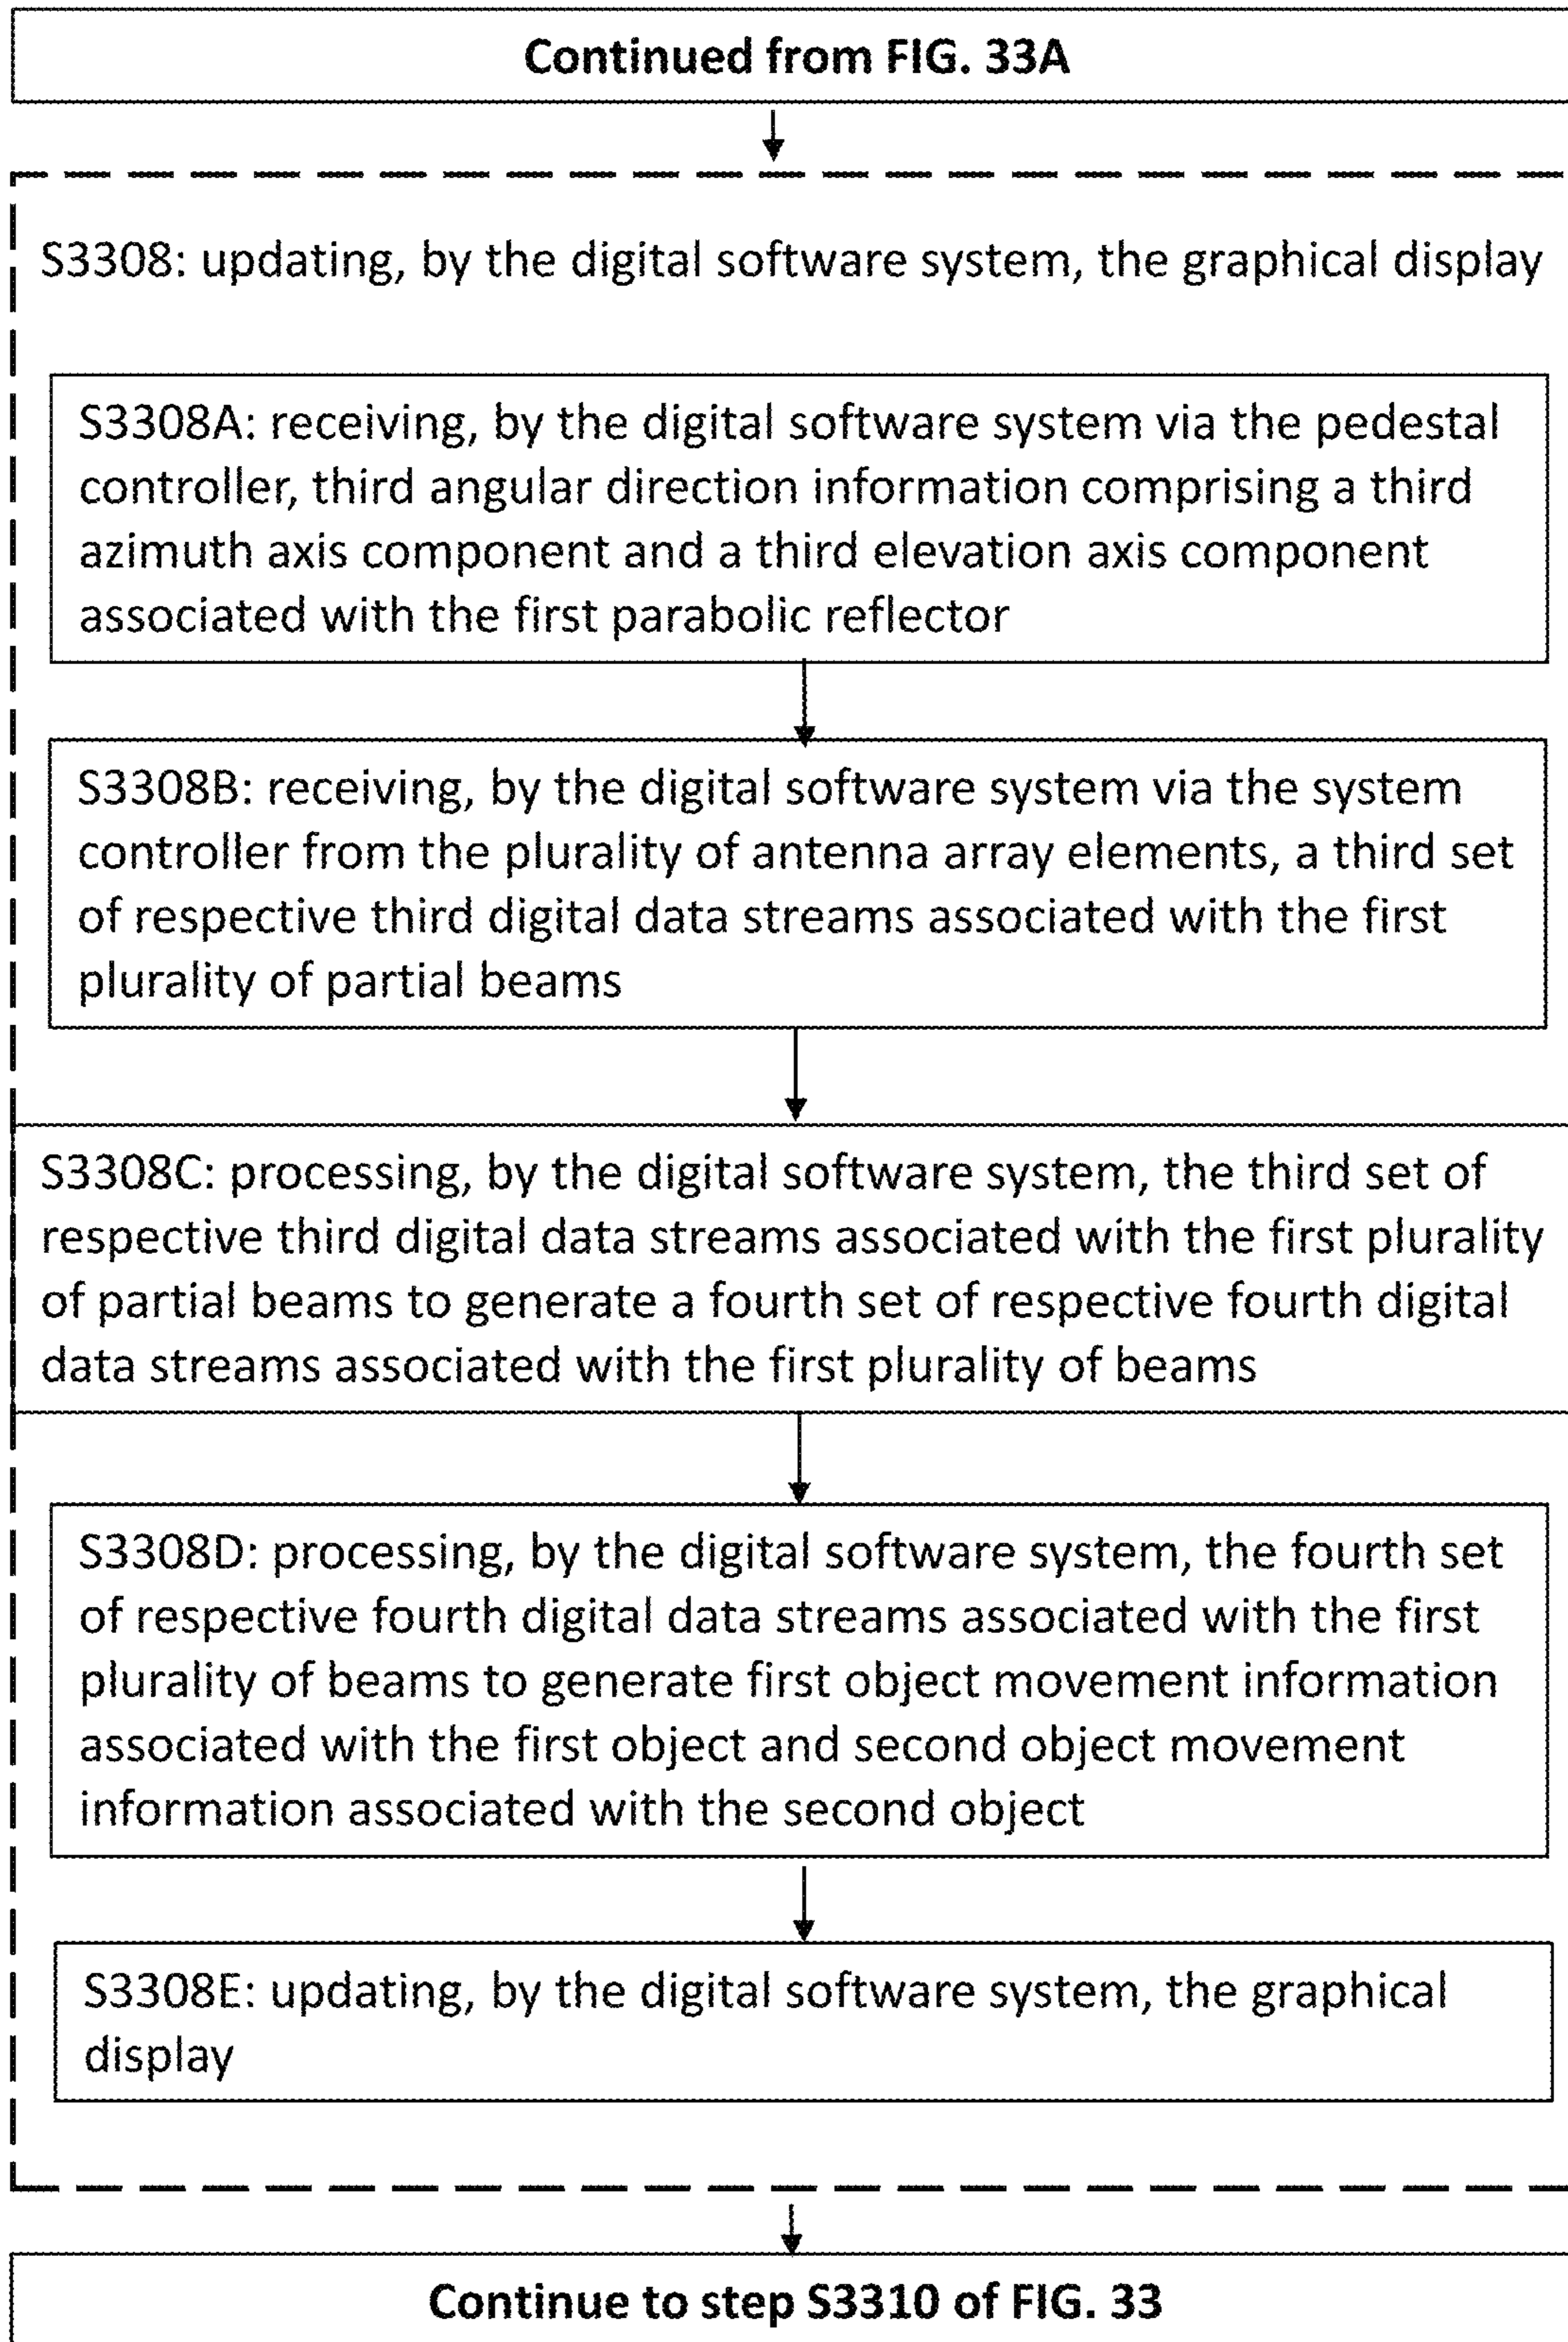 Continued from FIG. 33A
S3308: updating, by the digital software system, the graphical display
S3308A: receiving, by the digital software system via the pedestal
controller, third angular direction information comprising a third
azimuth axis component and a third elevation axis component
associated with the first parabolic reflector
S3308B: receiving, by the digital software system via the system
controller from the plurality of antenna array elements, a third set
of respective third digital data streams associated with the first
plurality of partial beams
S3308C: processing, by the digital software system, the third set of
respective third digital data streams associated with the first plurality
of partial beams to generate a fourth set of respective fourth digital
data streams associated with the first plurality of beams
S3308D: processing, by the digital software system, the fourth set
of respective fourth digital data streams associated with the first
plurality of beams to generate first object movement information
associated with the first object and second object movement
information associated with the second object
S3308E: updating, by the digital software system, the graphical
display
Continue to step S3310 of FIG. 33